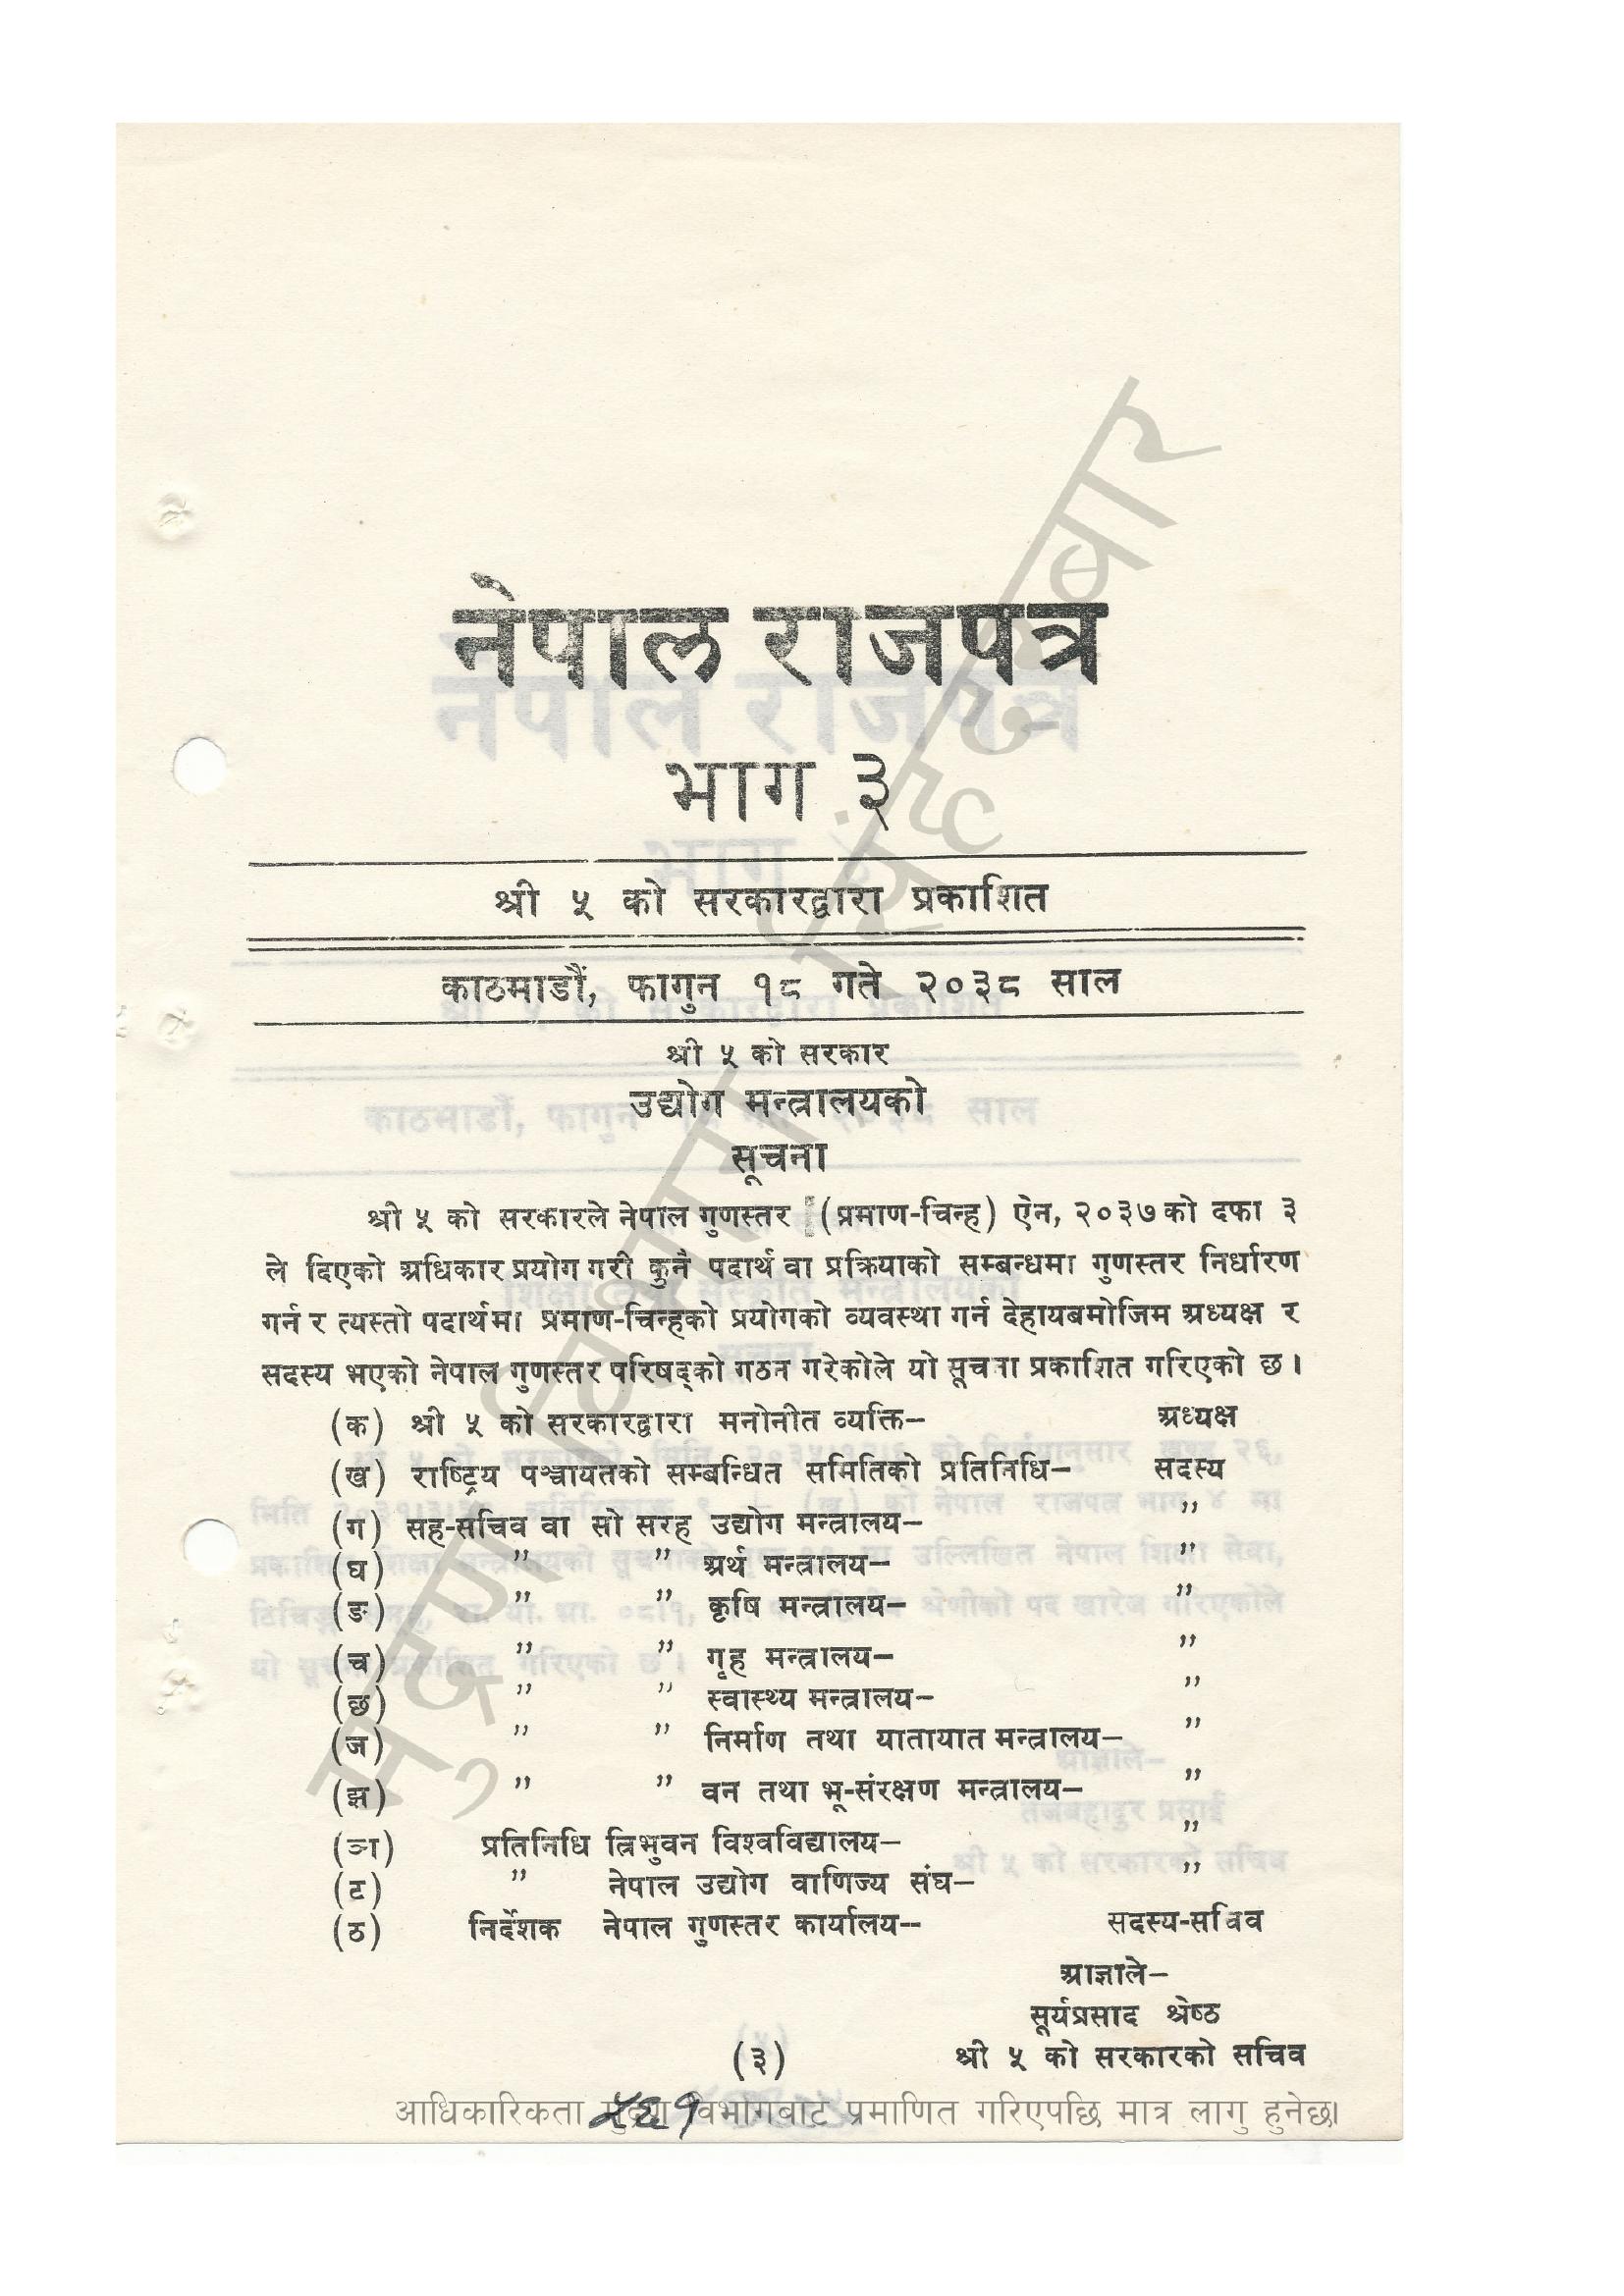 नेपाल राजपत्र
भाग ३
श्री ५ को सरकारद्वारा प्रकाशित
काठमाडौं, फागुन १८ गते २०३८ साल
श्री ५ को सरकार
उद्योग मन्त्रालयको
सूचना
श्री ५ को सरकारले नेपाल गुणस्तर (प्रमाण-चिन्ह) ऐन, २०३७ को दफा ३
ले दिएको अधिकार प्रयोग गरी कुनै पदार्थ वा प्रक्रियाको सम्बन्धमा गुणस्तर निर्धारण
गर्न र त्यस्तो पदार्थमा प्रमाण-चिन्हको प्रयोगको व्यवस्था गर्न देहायबमोजिम अध्यक्ष र
सदस्य भएको नेपाल गुणस्तर परिषद्को गठन गरेकोले यो सूचना प्रकाशित गरिएको छ ।
(क) श्री ५ को सरकारद्वारा मनोनीत व्यक्ति– अध्यक्ष
(ख) राष्ट्रिय पञ्चायतको सम्बन्धित समितिको प्रतिनिधि– सदस्य
(ग) सह-सचिव वा सो सरह उद्योग मन्त्रालय– ”
(घ) ” ” अर्थ मन्त्रालय– ”
(ङ) ” ” कृषि मन्त्रालय– ”
(च) ” ” गृह मन्त्रालय– ”
(छ) ” ” स्वास्थ्य मन्त्रालय– ”
(ज) ” ” निर्माण तथा यातायात मन्त्रालय– ”
(झ) ” ” वन तथा भू-संरक्षण मन्त्रालय– ”
(ञ) प्रतिनिधि त्रिभुवन विश्वविद्यालय– ”
(ट) ” नेपाल उद्योग वाणिज्य संघ– ”
(ठ) निर्देशक नेपाल गुणस्तर कार्यालय– सदस्य-सचिव
आज्ञाले–
सूर्यप्रसाद श्रेष्ठ
श्री ५ को सरकारको सचिव
(३)
५६१
आधिकारिकता मुद्रण विभागबाट प्रमाणित गरिएपछि मात्र लागु हुनेछ।
मुद्रण विभाग सिंहदरबार